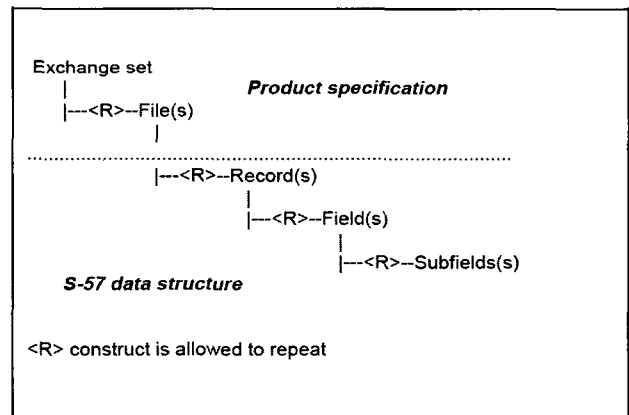 Exchange set
|
Product specification
|---<R>--File(s)
|
|---<R>--Record(s)
|
|---<R>--Field(s)
|
|---<R>--Subfields(s)
S-57 data structure
<R> construct is allowed to repeat